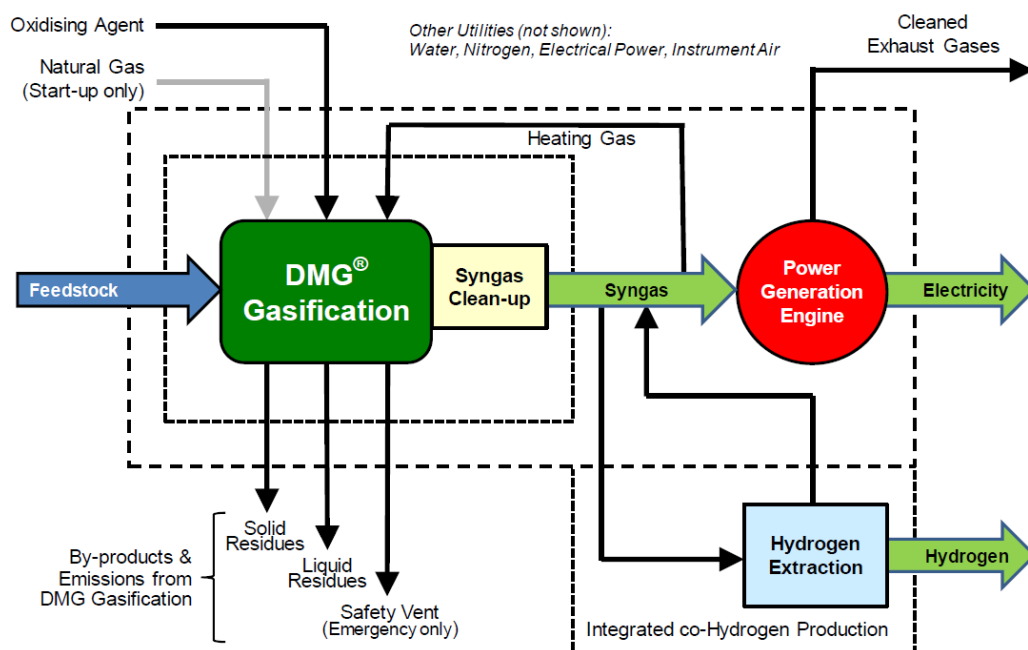 Oxidising Agent
Other Utilities (not shown):
Water, Nitrogen, Electrical Power, Instrument Air
Cleaned
Exhaust Gases
Natural Gas
(Start-up only)
Heating Gas
Feedstock
DMG®
Gasification
Syngas
Clean-up
Syngas
Power
Generation
Engine
Electricity
By-products &
Emissions from
DMG Gasification
Solid
Residues
Liquid
Residues
Safety Vent
(Emergency only)
Hydrogen
Extraction
Hydrogen
Integrated co-Hydrogen Production